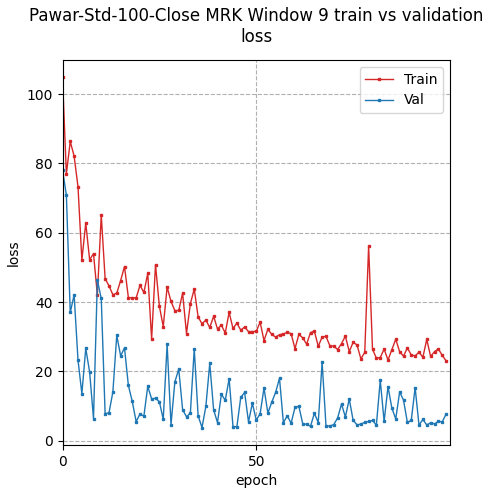 Pawar-Std-100-Close MRK Window 9 train vs validation
loss
Train
Val
100
80
60
40
20
0
loss
0
50
epoch